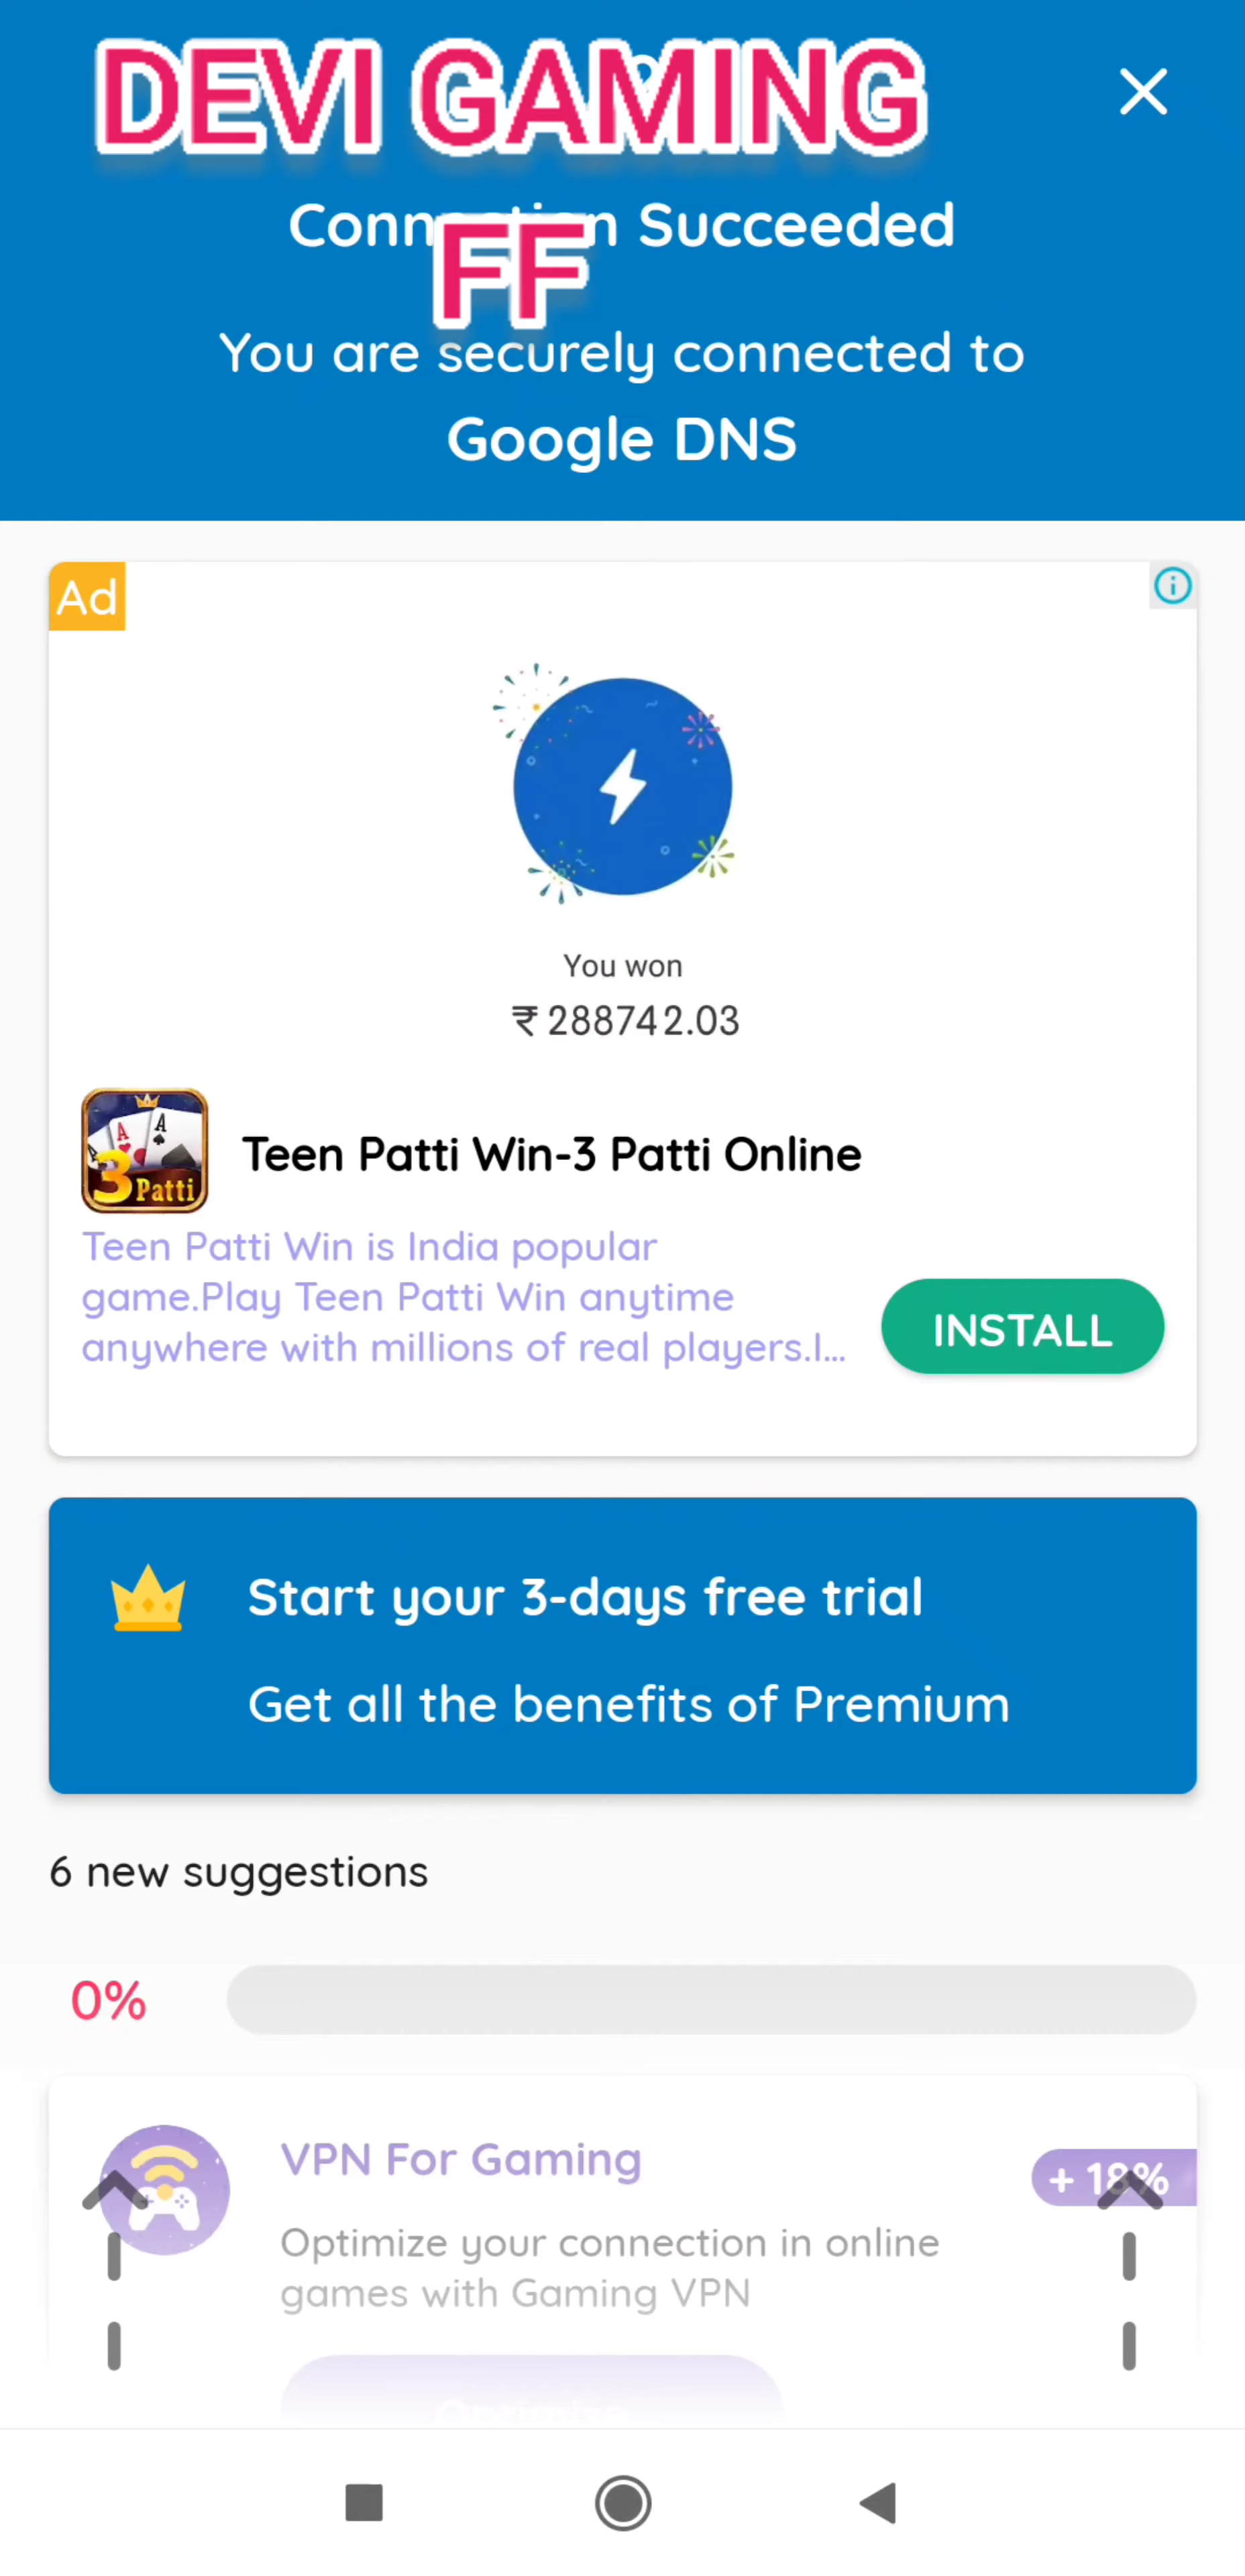 DEVI GAMING
FF
Connection Succeeded
You are securely connected to
Google DNS
Ad
You won
₹ 288742.03
3 Patti
Teen Patti Win-3 Patti Online
Teen Patti Win is India popular
game.Play Teen Patti Win anytime
anywhere with millions of real players.I...
INSTALL
Start your 3-days free trial
Get all the benefits of Premium
6 new suggestions
0%
VPN For Gaming
+ 18%
Optimize your connection in online
games with Gaming VPN